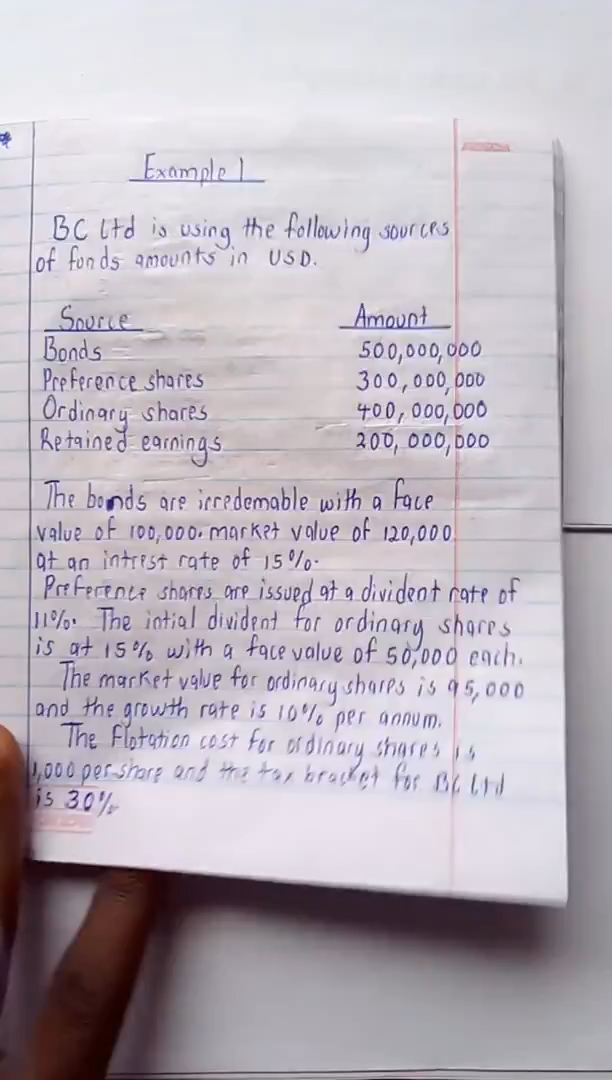 Example 1
BC Ltd is using the following sources
of funds amounts in USD.
Source Amount
Bonds 500,000,000
Preference shares 300,000,000
Ordinary shares 400,000,000
Retained earnings 200,000,000
The bonds are irredemable with a face
value of 100,000. market value of 120,000
at an intrest rate of 15%.
Preference shares are issued at a divident rate of
11%. The intial divident for ordinary shares
is at 15% with a face value of 50,000 each.
The market value for ordinary shares is 95,000
and the growth rate is 10% per annum.
The flotation cost for ordinary shares is
1,000 per share and the tax bracket for BC Ltd
is 30%